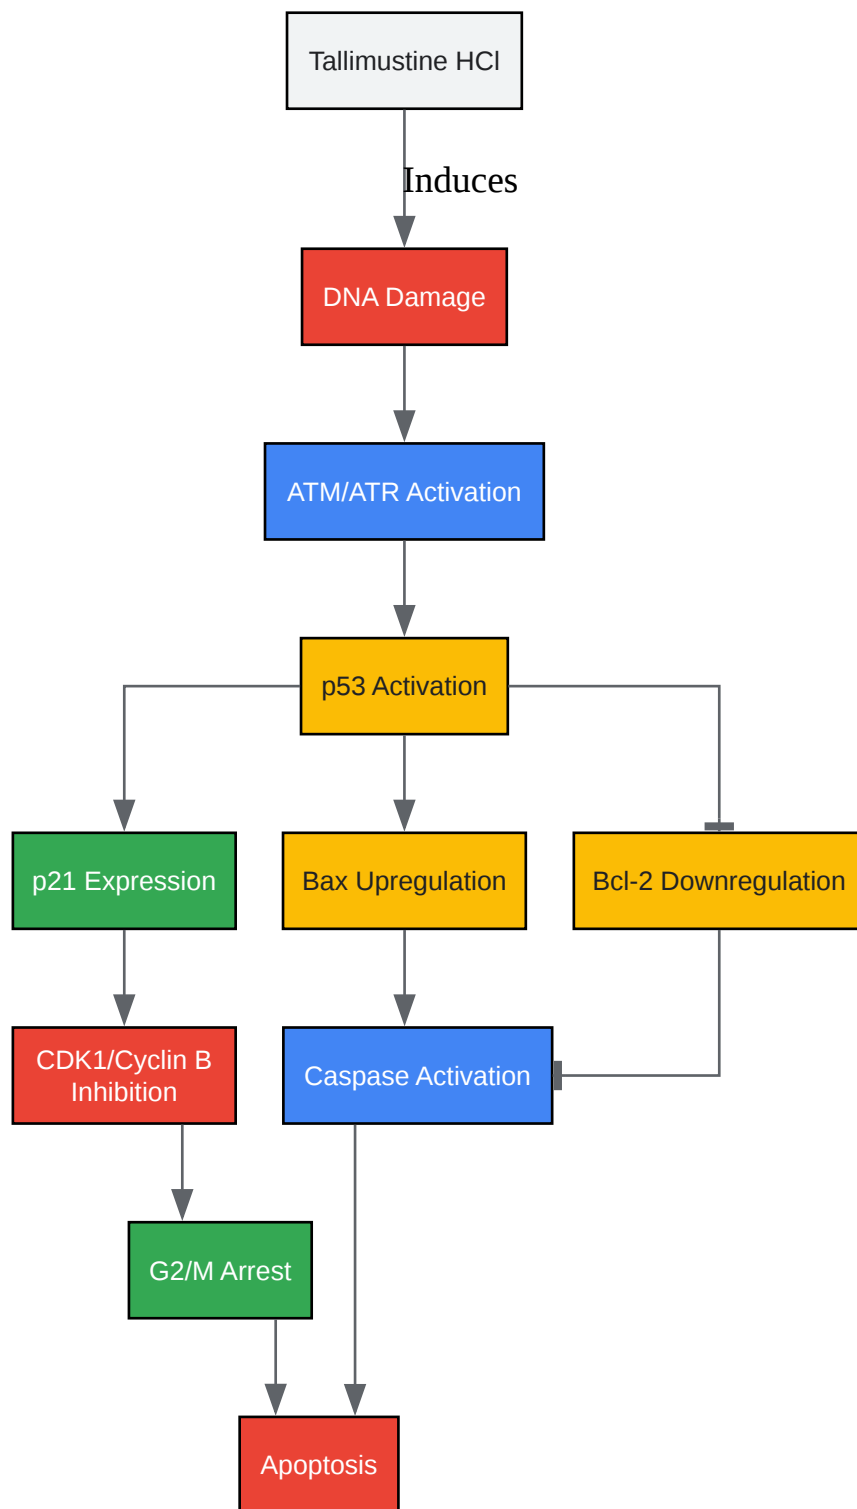 Tallimustine HCl
Induces
DNA Damage
ATM/ATR Activation
p53 Activation
p21 Expression
Bax Upregulation
Bcl-2 Downregulation
CDK1/Cyclin B
Inhibition
Caspase Activation
G2/M Arrest
Apoptosis